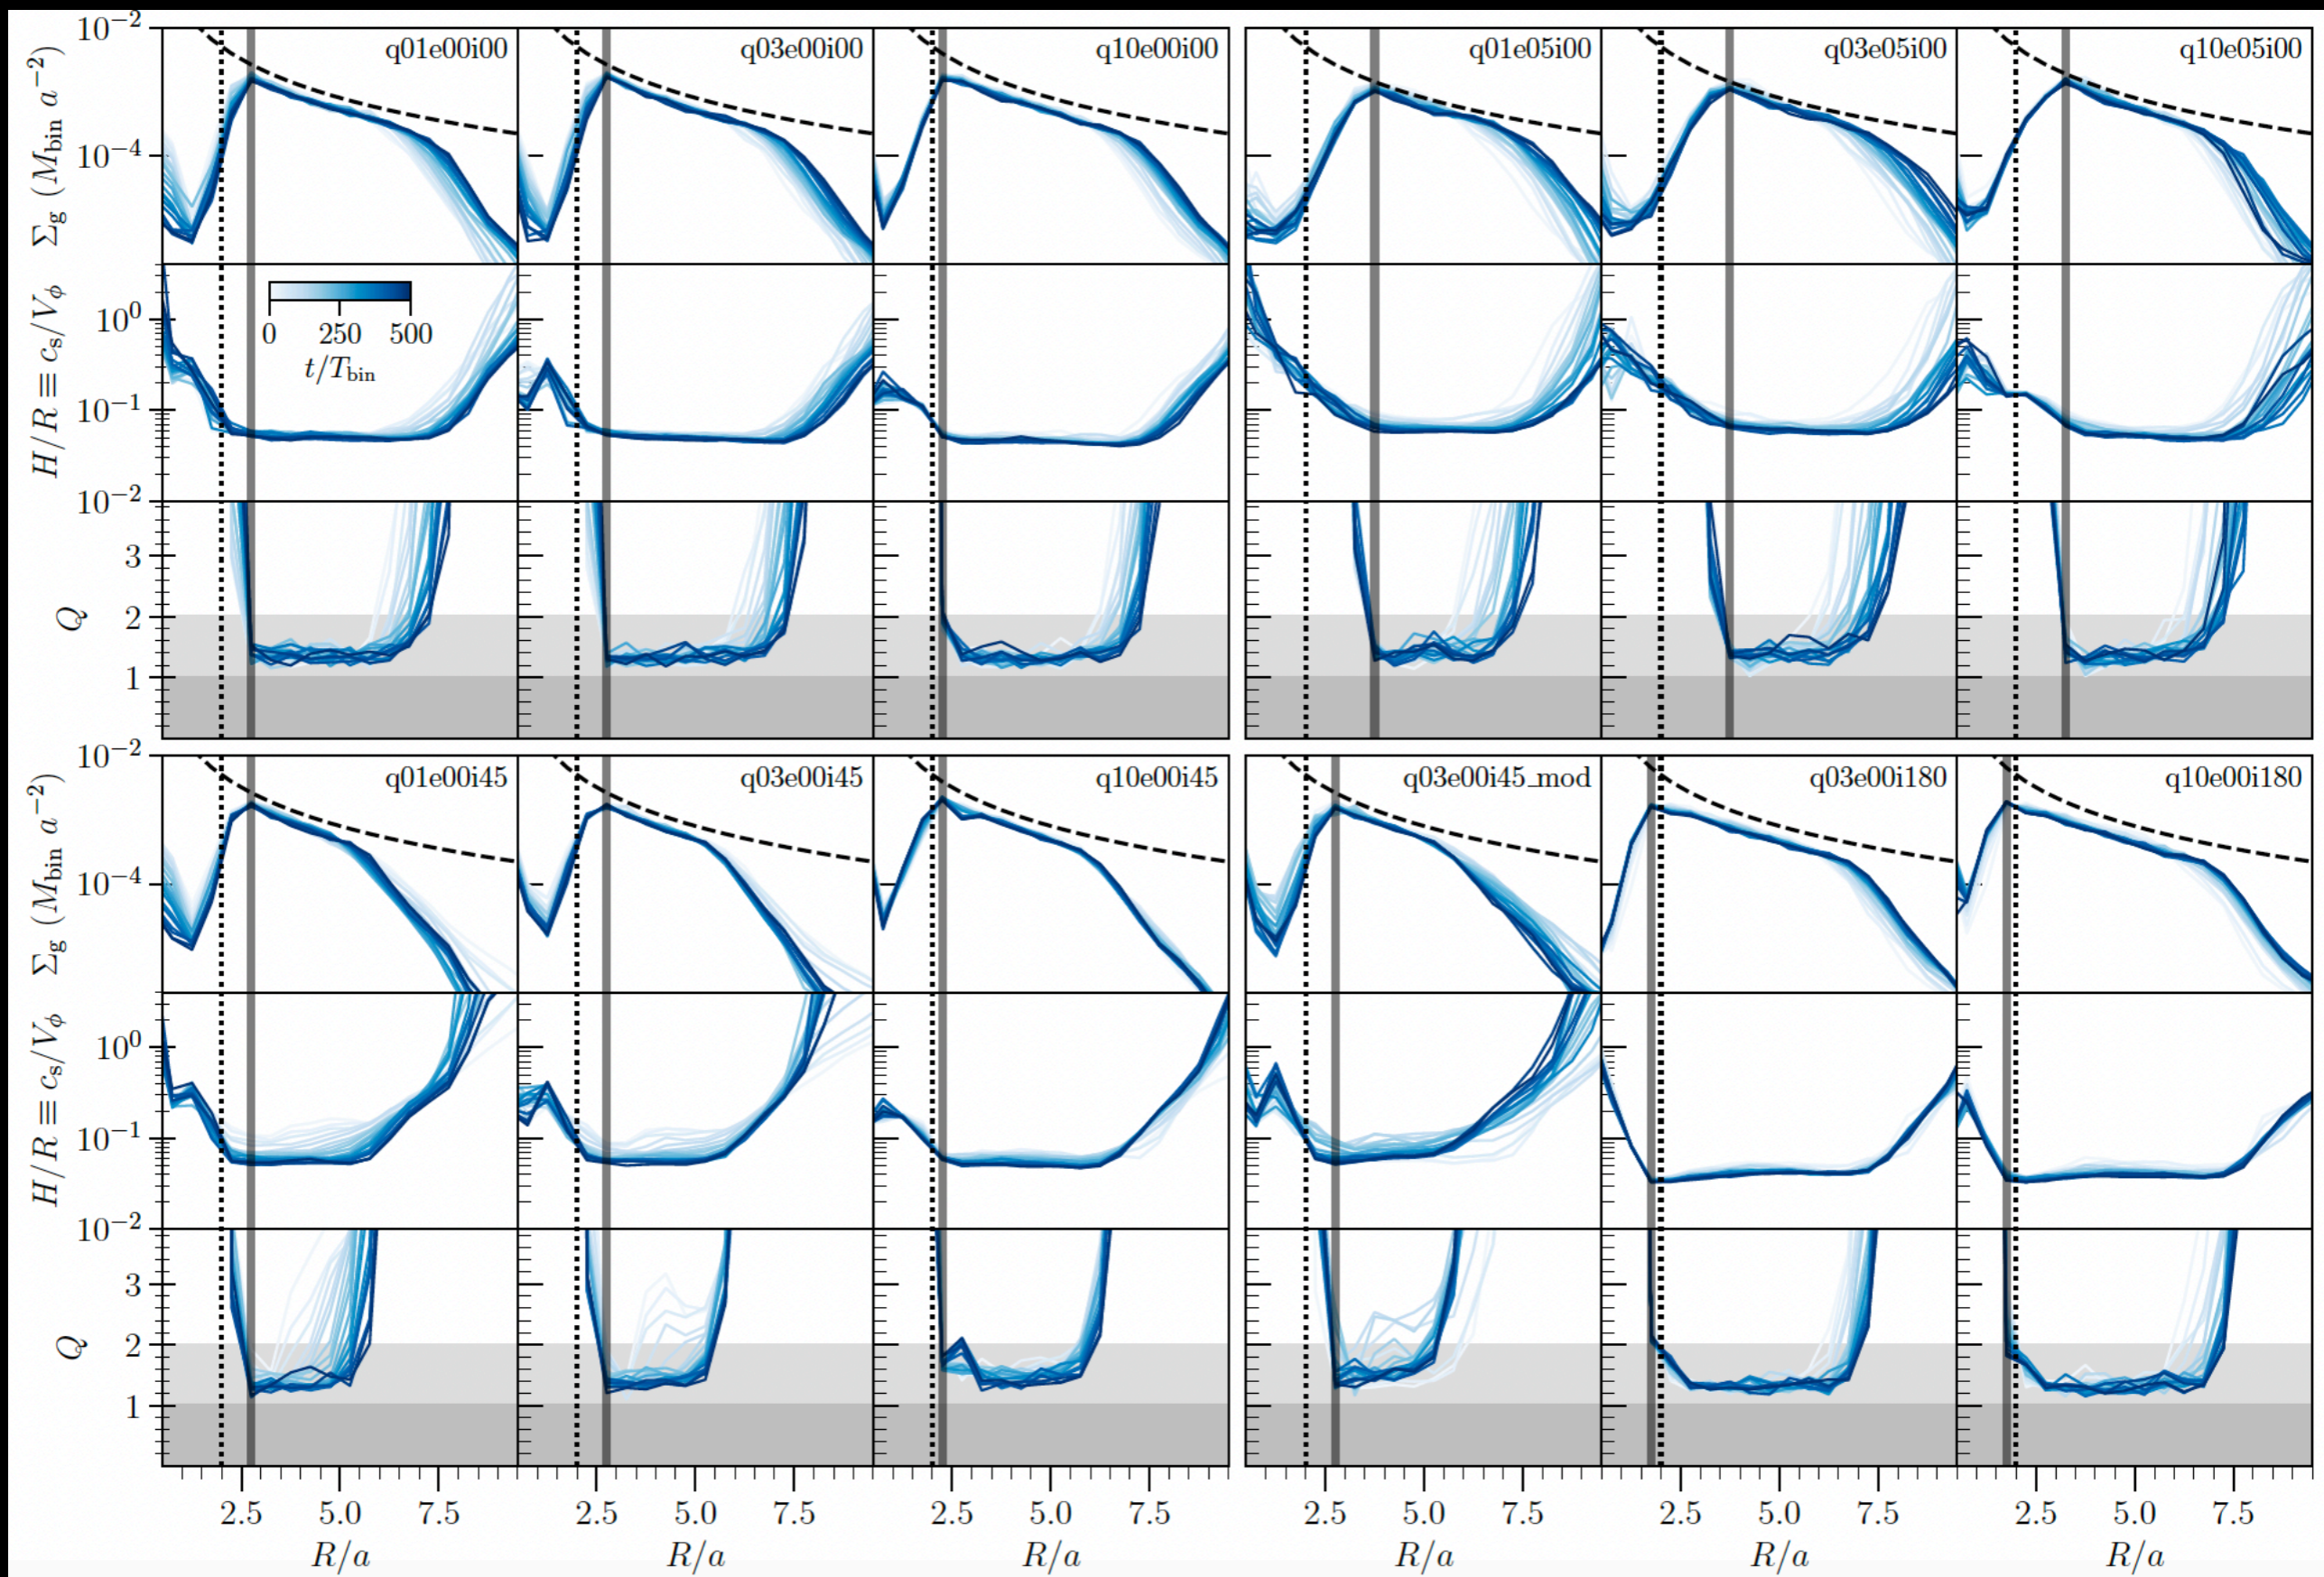 10⁻²
10⁻⁴
Σg (Mbin a⁻²)
q01e00i00
q03e00i00
q10e00i00
q01e05i00
q03e05i00
q10e05i00
10⁰
10⁻¹
10⁻²
H/R ≡ cs/Vϕ
0 250 500
t/Tbin
3
2
1
Q
10⁻²
10⁻⁴
Σg (Mbin a⁻²)
q01e00i45
q03e00i45
q10e00i45
q03e00i45_mod
q03e00i180
q10e00i180
10⁰
10⁻¹
10⁻²
H/R ≡ cs/Vϕ
3
2
1
Q
2.5 5.0 7.5 2.5 5.0 7.5 2.5 5.0 7.5 2.5 5.0 7.5 2.5 5.0 7.5 2.5 5.0 7.5
R/a R/a R/a R/a R/a R/a